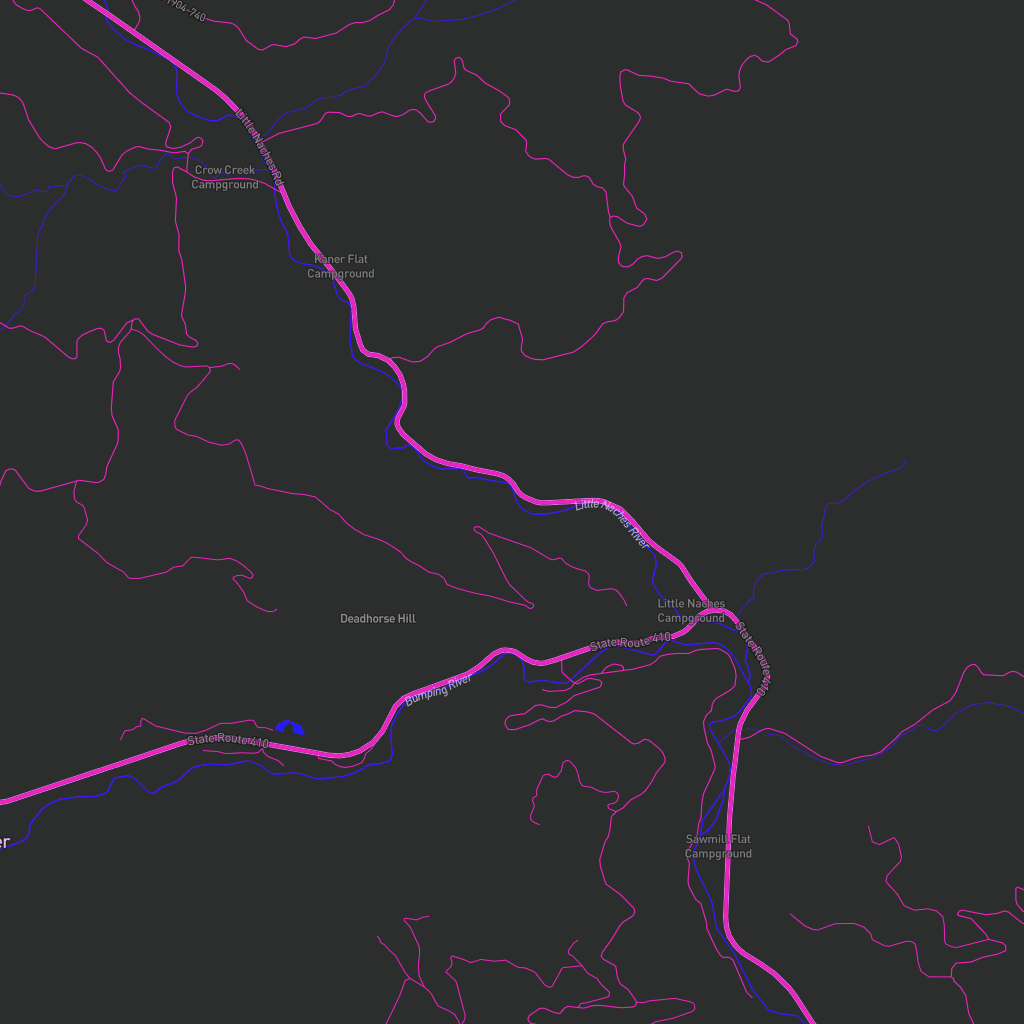 1904-740
Little Naches Rd
Crow Creek
Campground
Kaner Flat
Campground
Little Naches River
Little Naches
Campground
Deadhorse Hill
State Route 410
State Route 410
Bumping River
State Route 410
er
Sawmill Flat
Campground